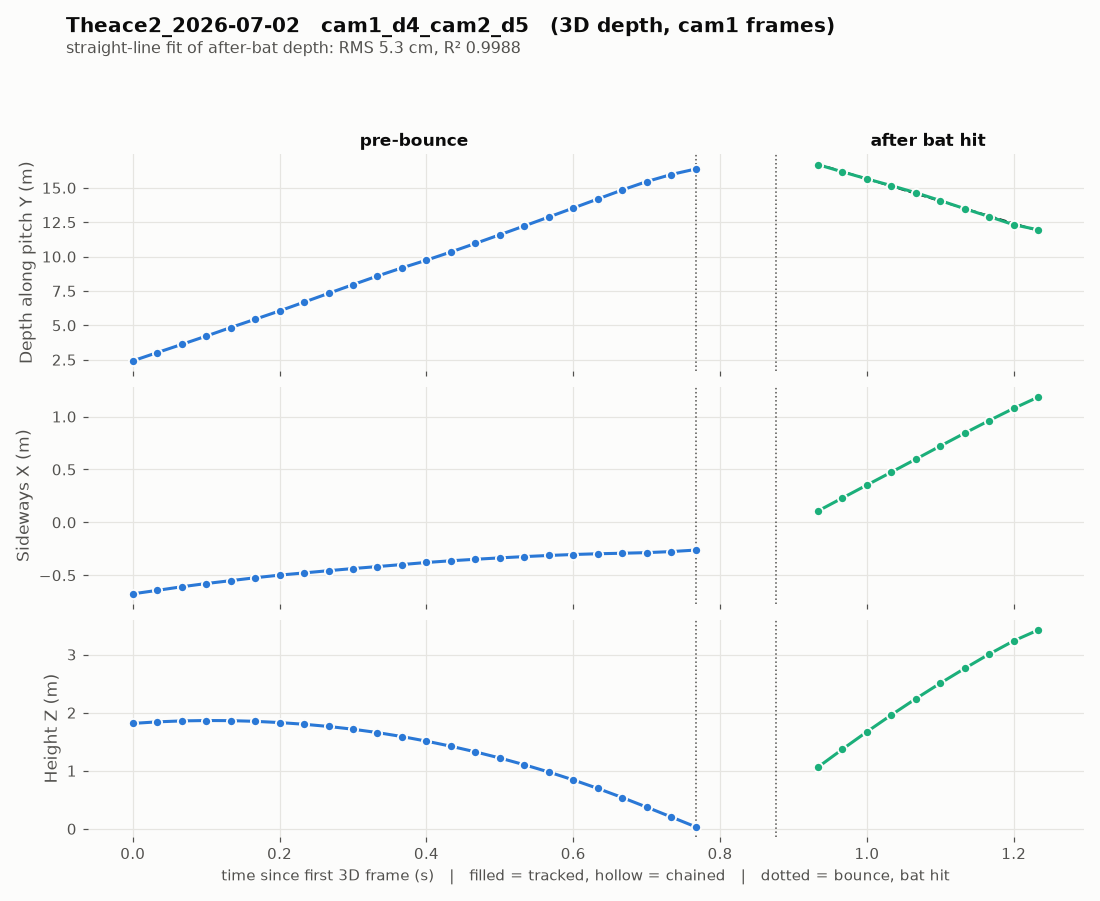 Theace2_2026-07-02 cam1_d4_cam2_d5 (3D depth, cam1 frames)
straight-line fit of after-bat depth: RMS 5.3 cm, R² 0.9988
pre-bounce
after bat hit
Depth along pitch Y (m)
15.0
12.5
10.0
7.5
5.0
2.5
Sideways X (m)
1.0
0.5
0.0
−0.5
Height Z (m)
3
2
1
0
0.0 0.2 0.4 0.6 0.8 1.0 1.2
time since first 3D frame (s) | filled = tracked, hollow = chained | dotted = bounce, bat hit